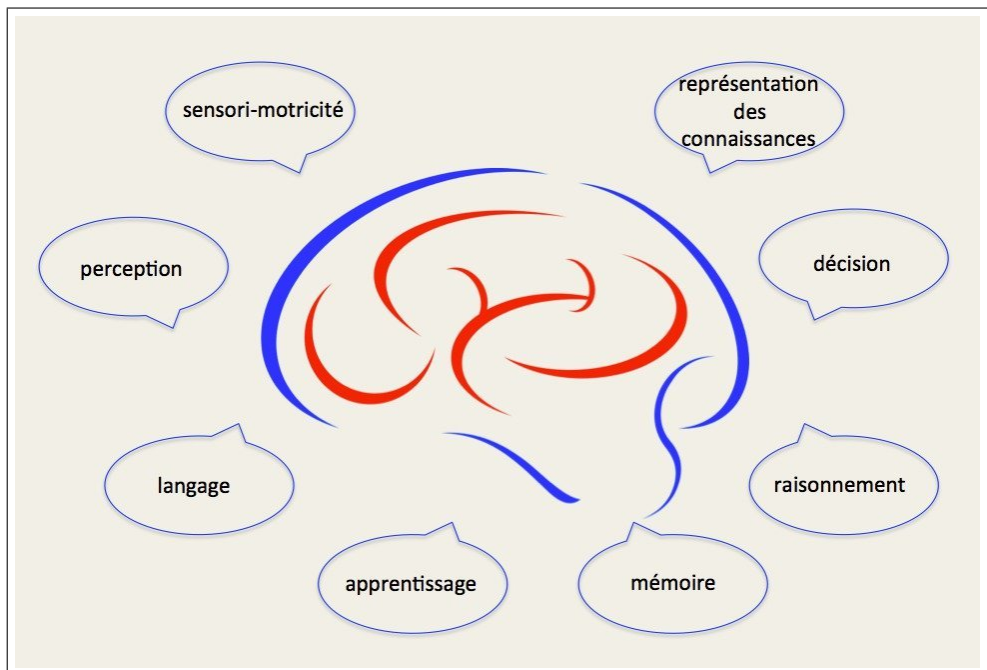 sensori-motricité
représentation
des
connaissances
perception
décision
langage
raisonnement
apprentissage
mémoire